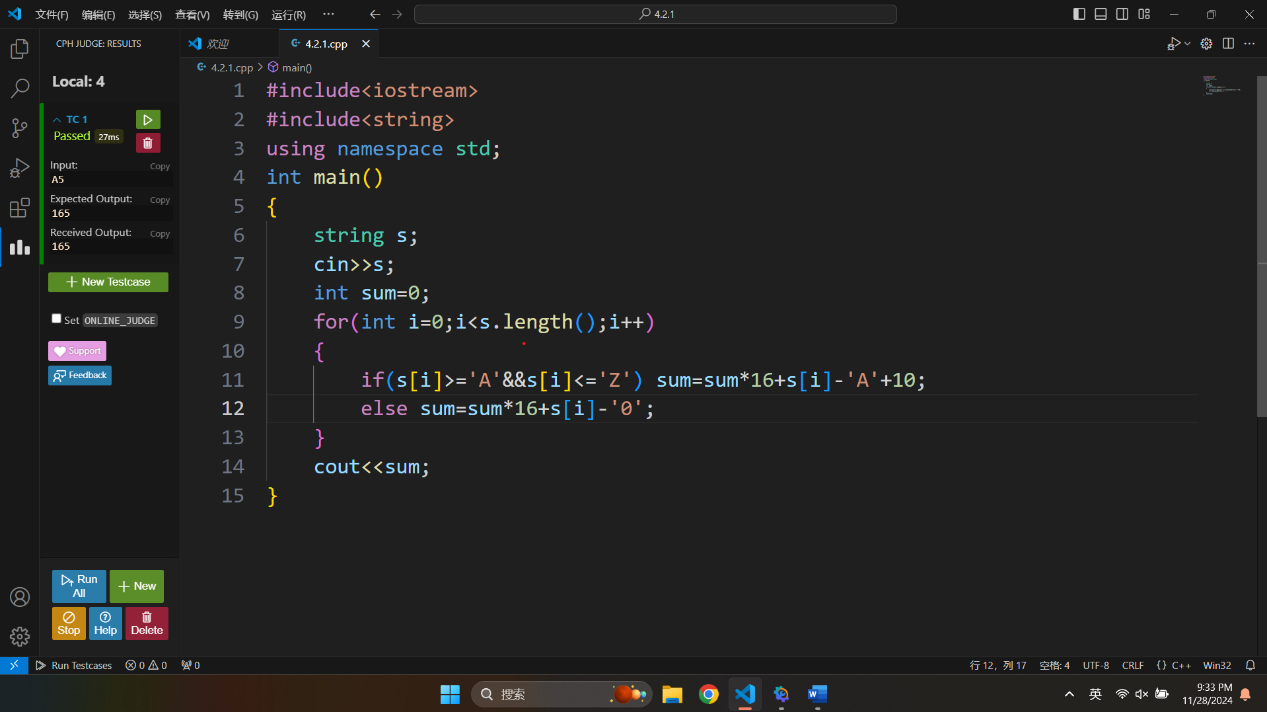 文件(F) 编辑(E) 选择(S) 查看(V) 转到(G) 运行(R) ··· 4.2.1
CPH JUDGE: RESULTS
欢迎 4.2.1.cpp
4.2.1.cpp > main()
Local: 4
TC 1
Passed 27ms
Input: Copy
A5
Expected Output: Copy
165
Received Output: Copy
165
New Testcase
Set ONLINE_JUDGE
Support
Feedback
Run All
New
Stop
Help
Delete
1 #include<iostream>
2 #include<string>
3 using namespace std;
4 int main()
5 {
6 string s;
7 cin>>s;
8 int sum=0;
9 for(int i=0;i<s.length();i++)
10 {
11 if(s[i]>='A'&&s[i]<='Z') sum=sum*16+s[i]-'A'+10;
12 else sum=sum*16+s[i]-'0';
13 }
14 cout<<sum;
15 }
Run Testcases 0 0 0 行 12，列 17 空格: 4 UTF-8 CRLF {} C++ Win32
搜索 英 9:33 PM
11/28/2024